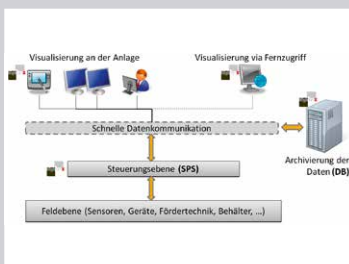 Visualisierung an der Anlage
Visualisierung via Fernzugriff
Schnelle Datenkommunikation
Archivierung der
Daten (DB)
Steuerungsebene (SPS)
Feldebene (Sensoren, Geräte, Fördertechnik, Behälter, ...)